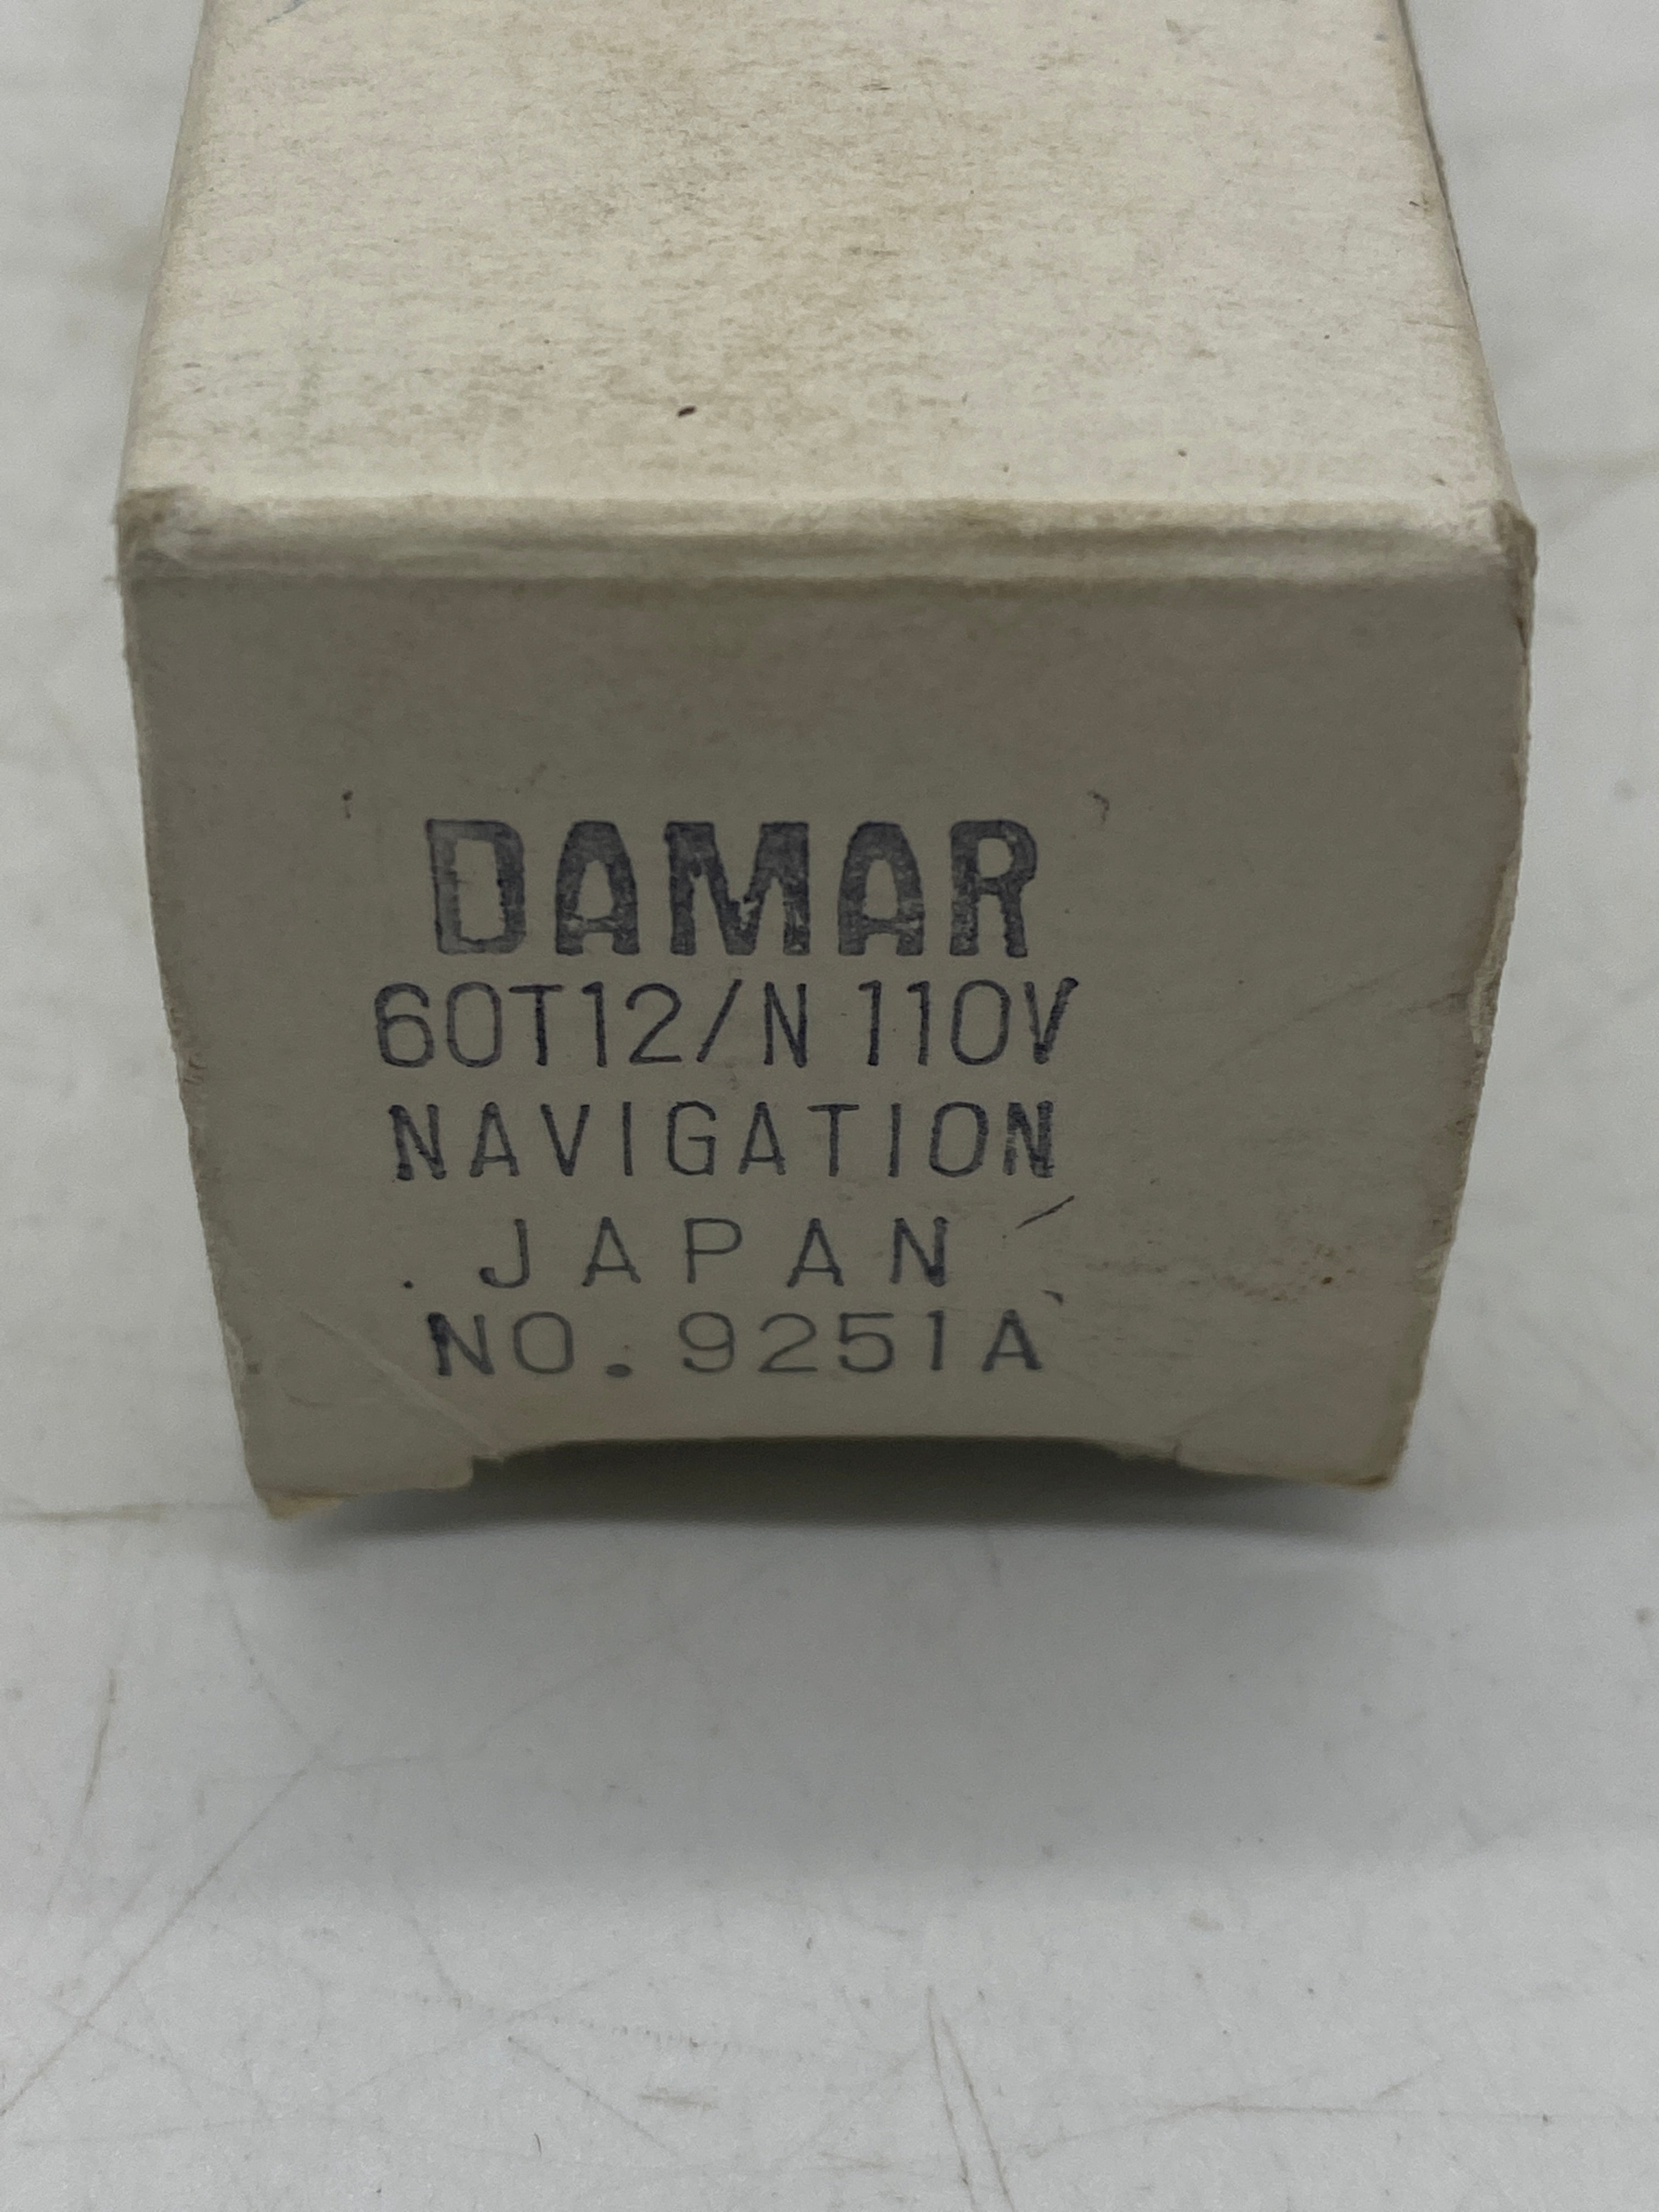 DAMAR
60T12/N 110V
NAVIGATION
JAPAN
NO. 9251A